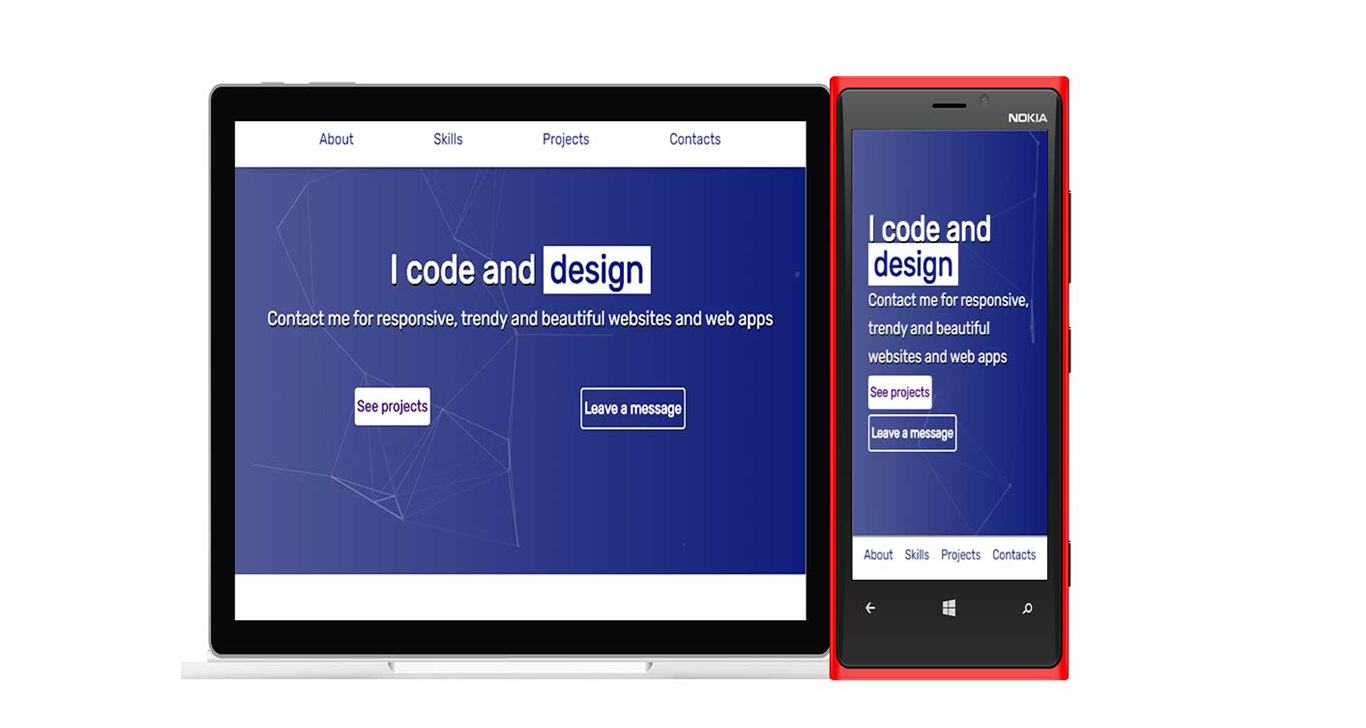 About Skills Projects Contacts
I code and design
Contact me for responsive, trendy and beautiful websites and web apps
See projects
Leave a message
NOKIA
I code and
design
Contact me for responsive,
trendy and beautiful
websites and web apps
See projects
Leave a message
About Skills Projects Contacts